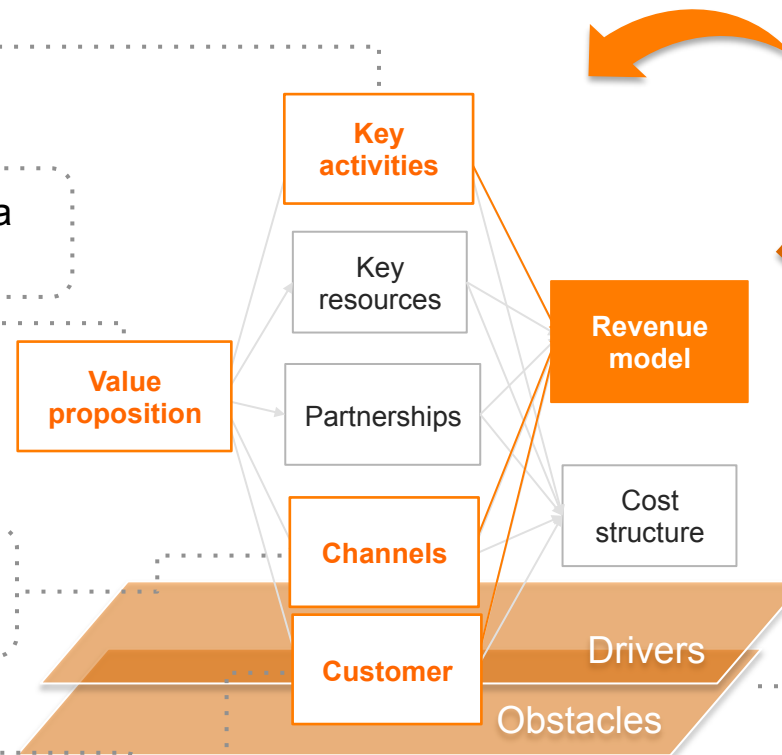 Key
activities
a
Key
resources
Revenue
model
Value
proposition
Partnerships
Cost
structure
Channels
Drivers
Customer
Obstacles